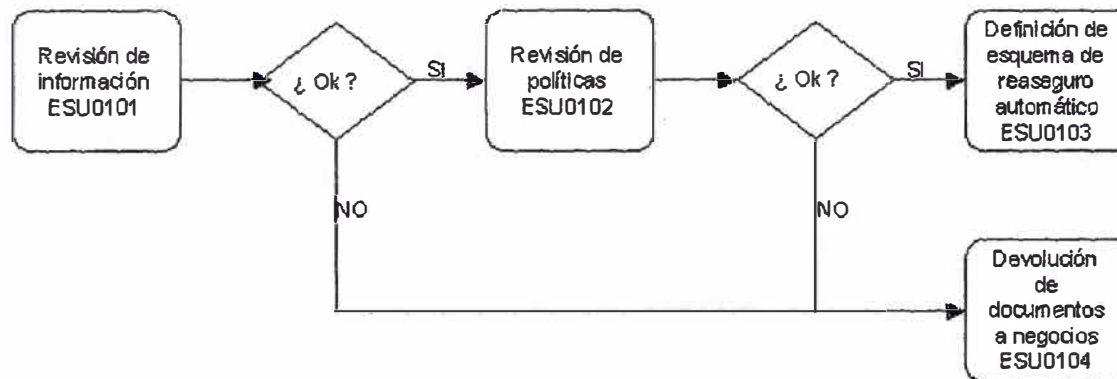 Revisión de
información
ESU0101
¿ Ok ?
SI
Revisión de
políticas
ESU0102
¿ Ok ?
SI
Definición de
esquema de
reaseguro
automático
ESU0103
NO
NO
Devolución
de
documentos
a negocios
ESU0104